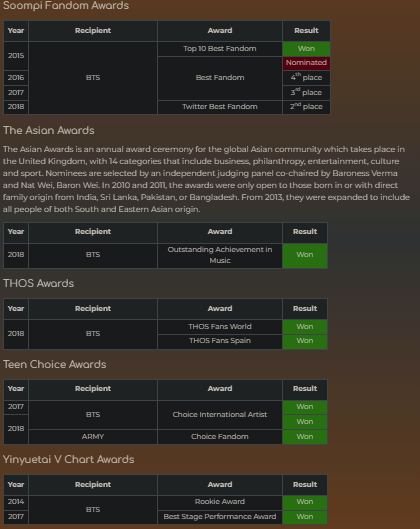 Soompi Fandom Awards
Year Recipient Award Result
2015 BTS Top 10 Best Fandom Won
Best Fandom Nominated
2016 4th place
2017 3rd place
2018 Twitter Best Fandom 2nd place
The Asian Awards
The Asian Awards is an annual award ceremony for the global Asian community which takes place in
the United Kingdom, with 14 categories that include business, philanthropy, entertainment, culture
and sport. Nominees are selected by an independent judging panel co-chaired by Baroness Verma
and Nat Wei, Baron Wei. In 2010 and 2011, the awards were only open to those born in or with direct
family origin from India, Sri Lanka, Pakistan, or Bangladesh. From 2013, they were expanded to include
all people of both South and Eastern Asian origin.
Year Recipient Award Result
2018 BTS Outstanding Achievement in
Music Won
THOS Awards
Year Recipient Award Result
2018 BTS THOS Fans World Won
THOS Fans Spain Won
Teen Choice Awards
Year Recipient Award Result
2017 BTS Choice International Artist Won
2018 Won
ARMY Choice Fandom Won
Yinyuetai V Chart Awards
Year Recipient Award Result
2014 BTS Rookie Award Won
2017 Best Stage Performance Award Won